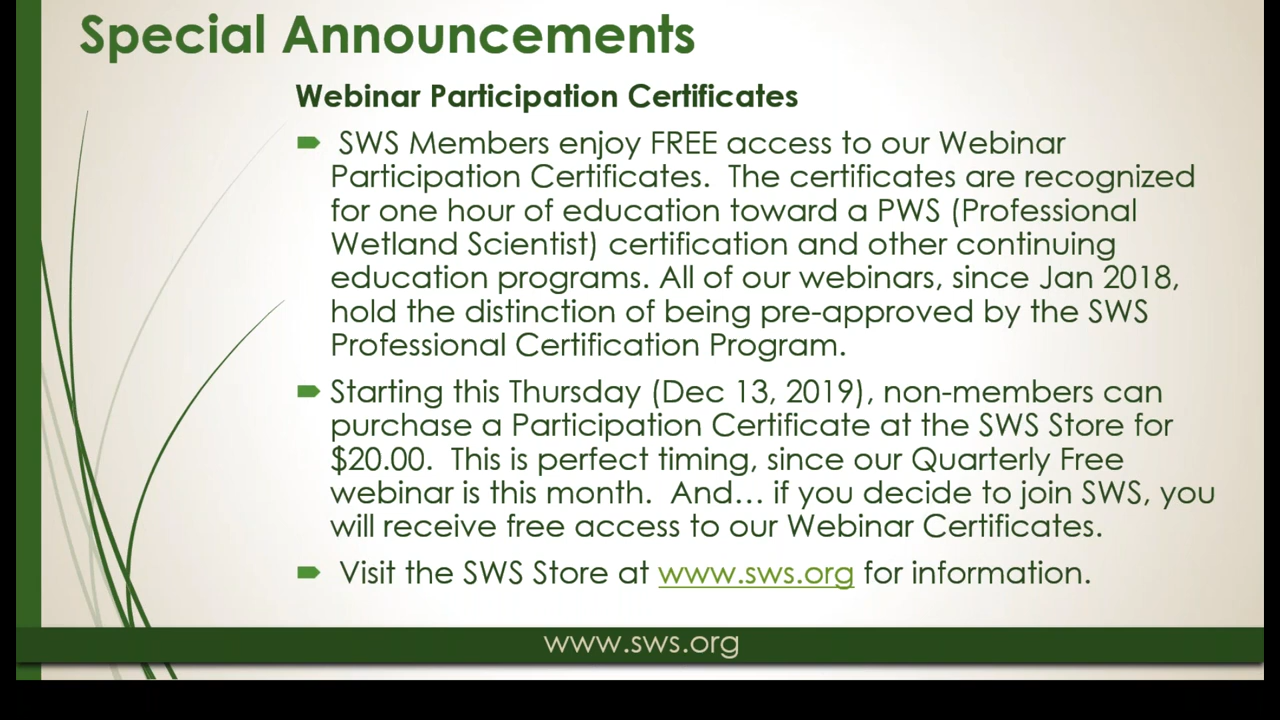 Special Announcements
Webinar Participation Certificates
SWS Members enjoy FREE access to our Webinar
Participation Certificates. The certificates are recognized
for one hour of education toward a PWS (Professional
Wetland Scientist) certification and other continuing
education programs. All of our webinars, since Jan 2018,
hold the distinction of being pre-approved by the SWS
Professional Certification Program.
Starting this Thursday (Dec 13, 2019), non-members can
purchase a Participation Certificate at the SWS Store for
$20.00. This is perfect timing, since our Quarterly Free
webinar is this month. And... if you decide to join SWS, you
will receive free access to our Webinar Certificates.
Visit the SWS Store at www.sws.org for information.
www.sws.org